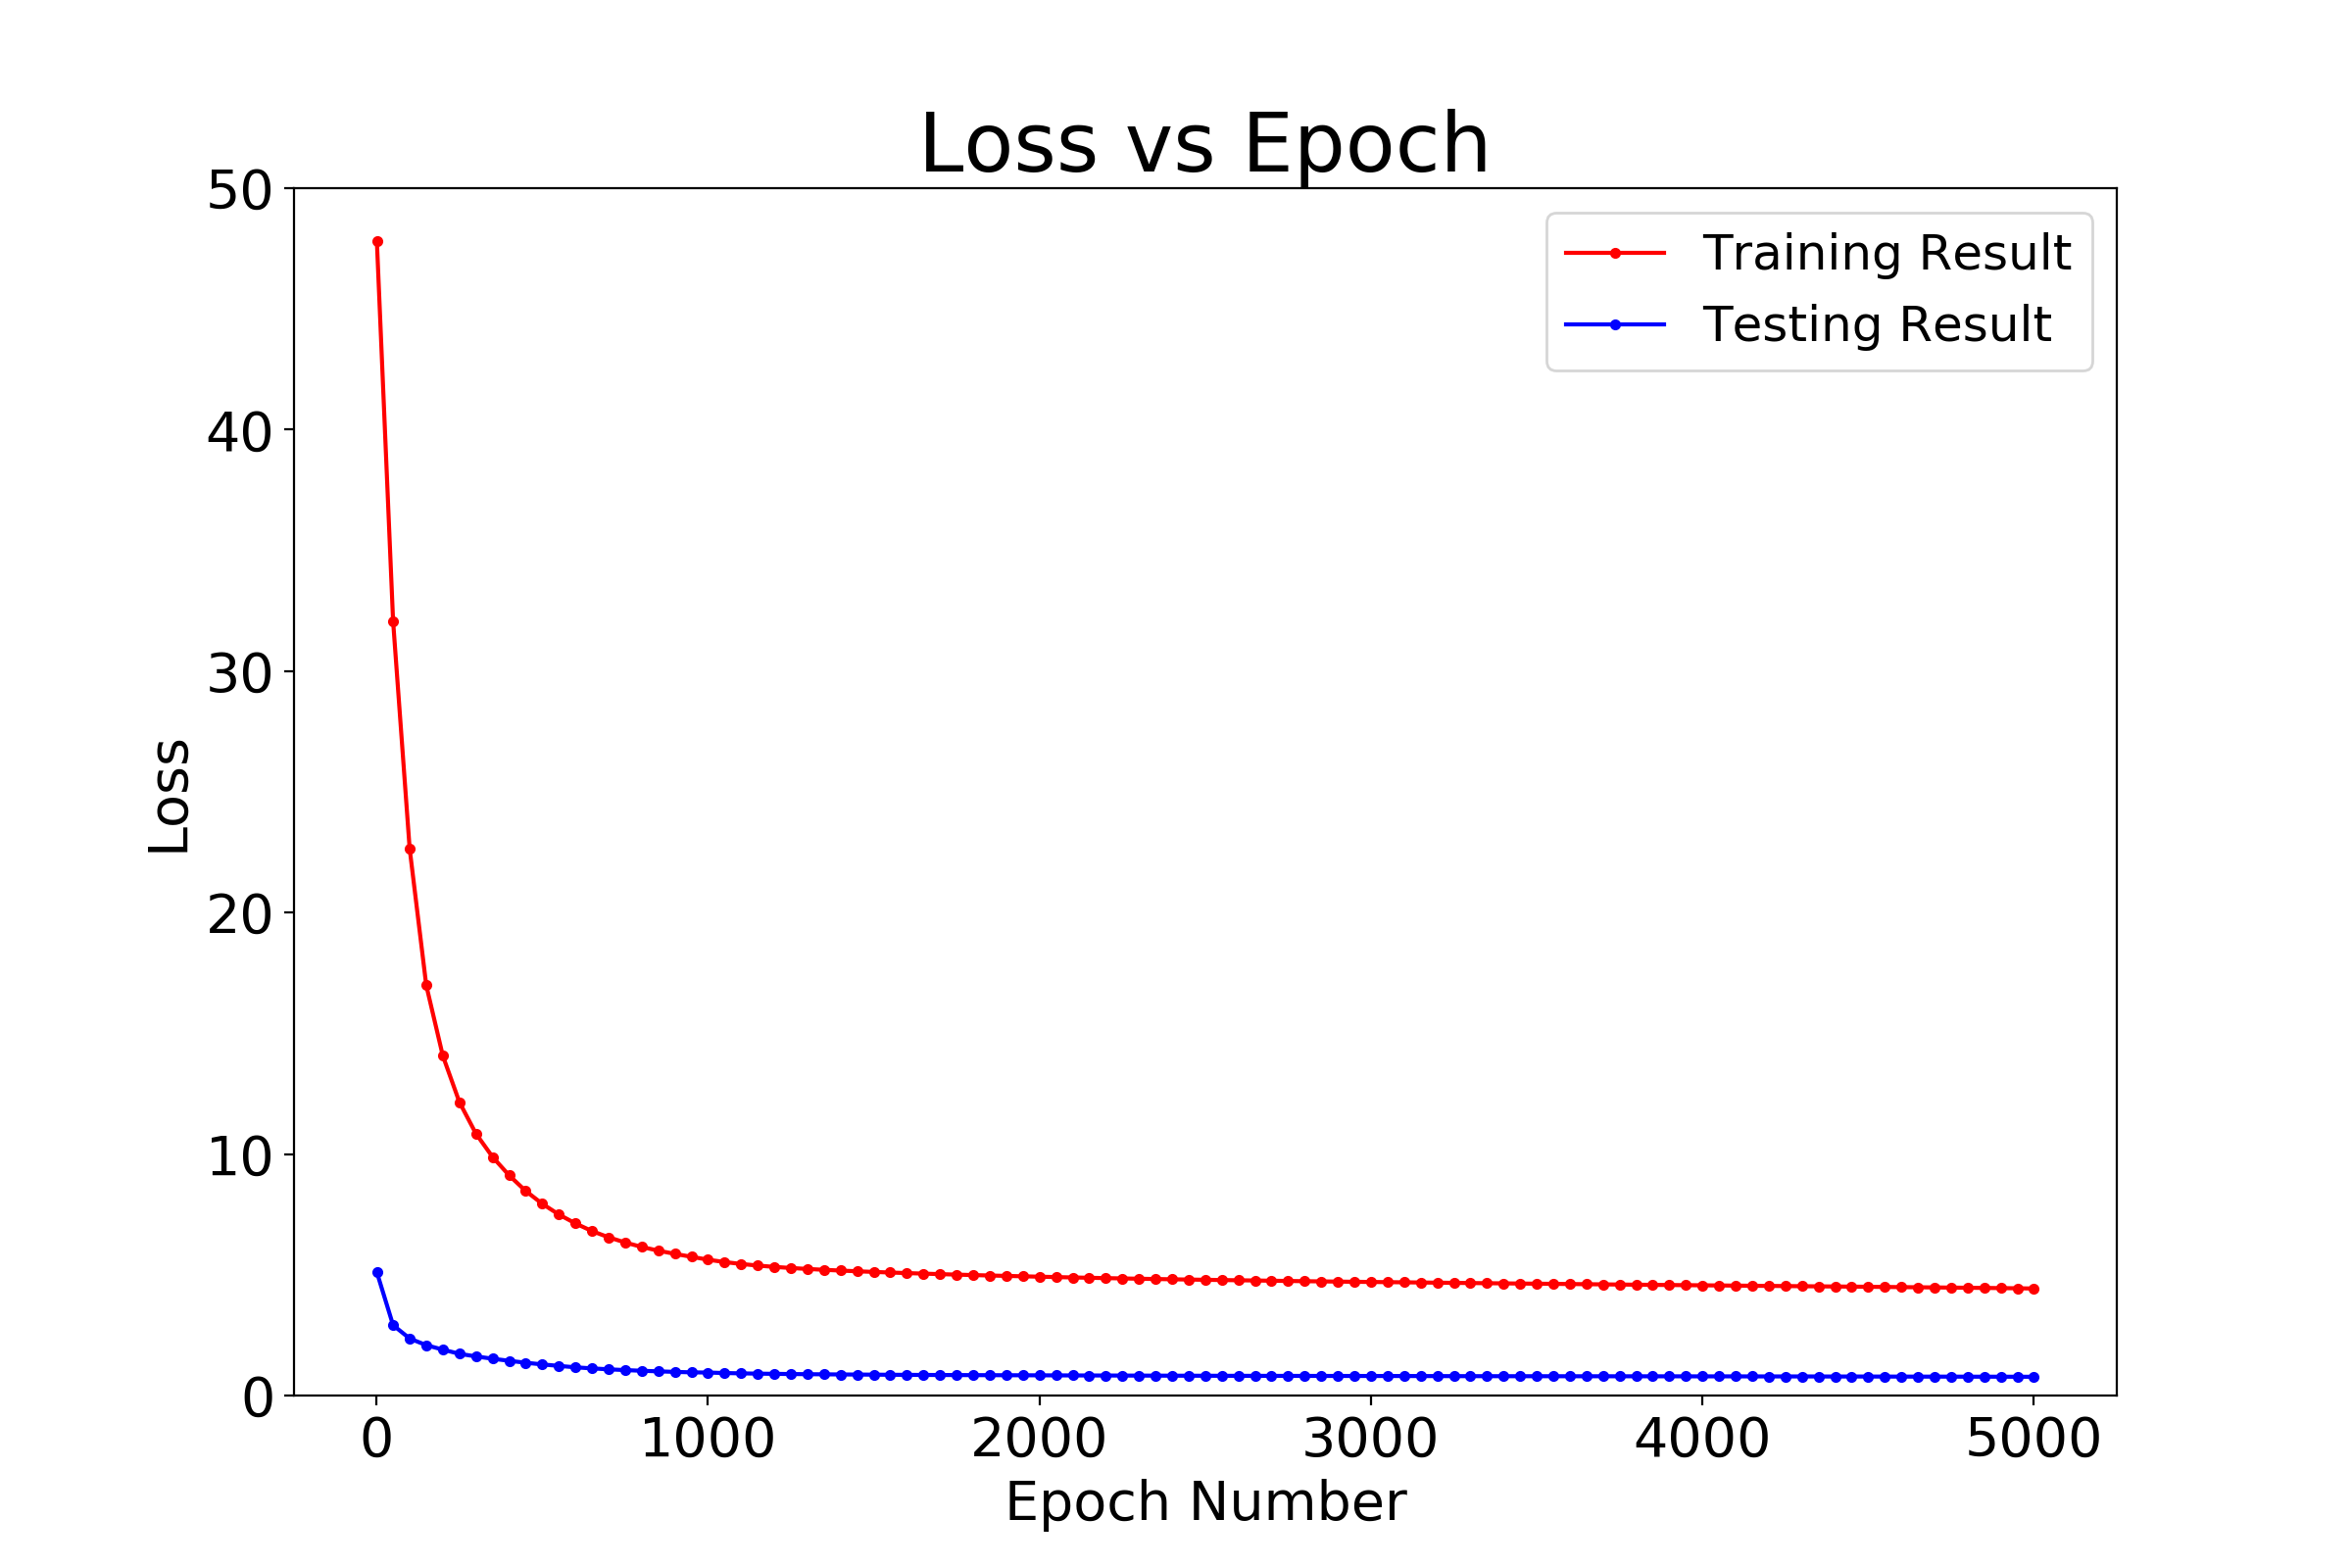 Loss vs Epoch
Training Result
Testing Result
50
40
30
20
10
0
Loss
0 1000 2000 3000 4000 5000
Epoch Number